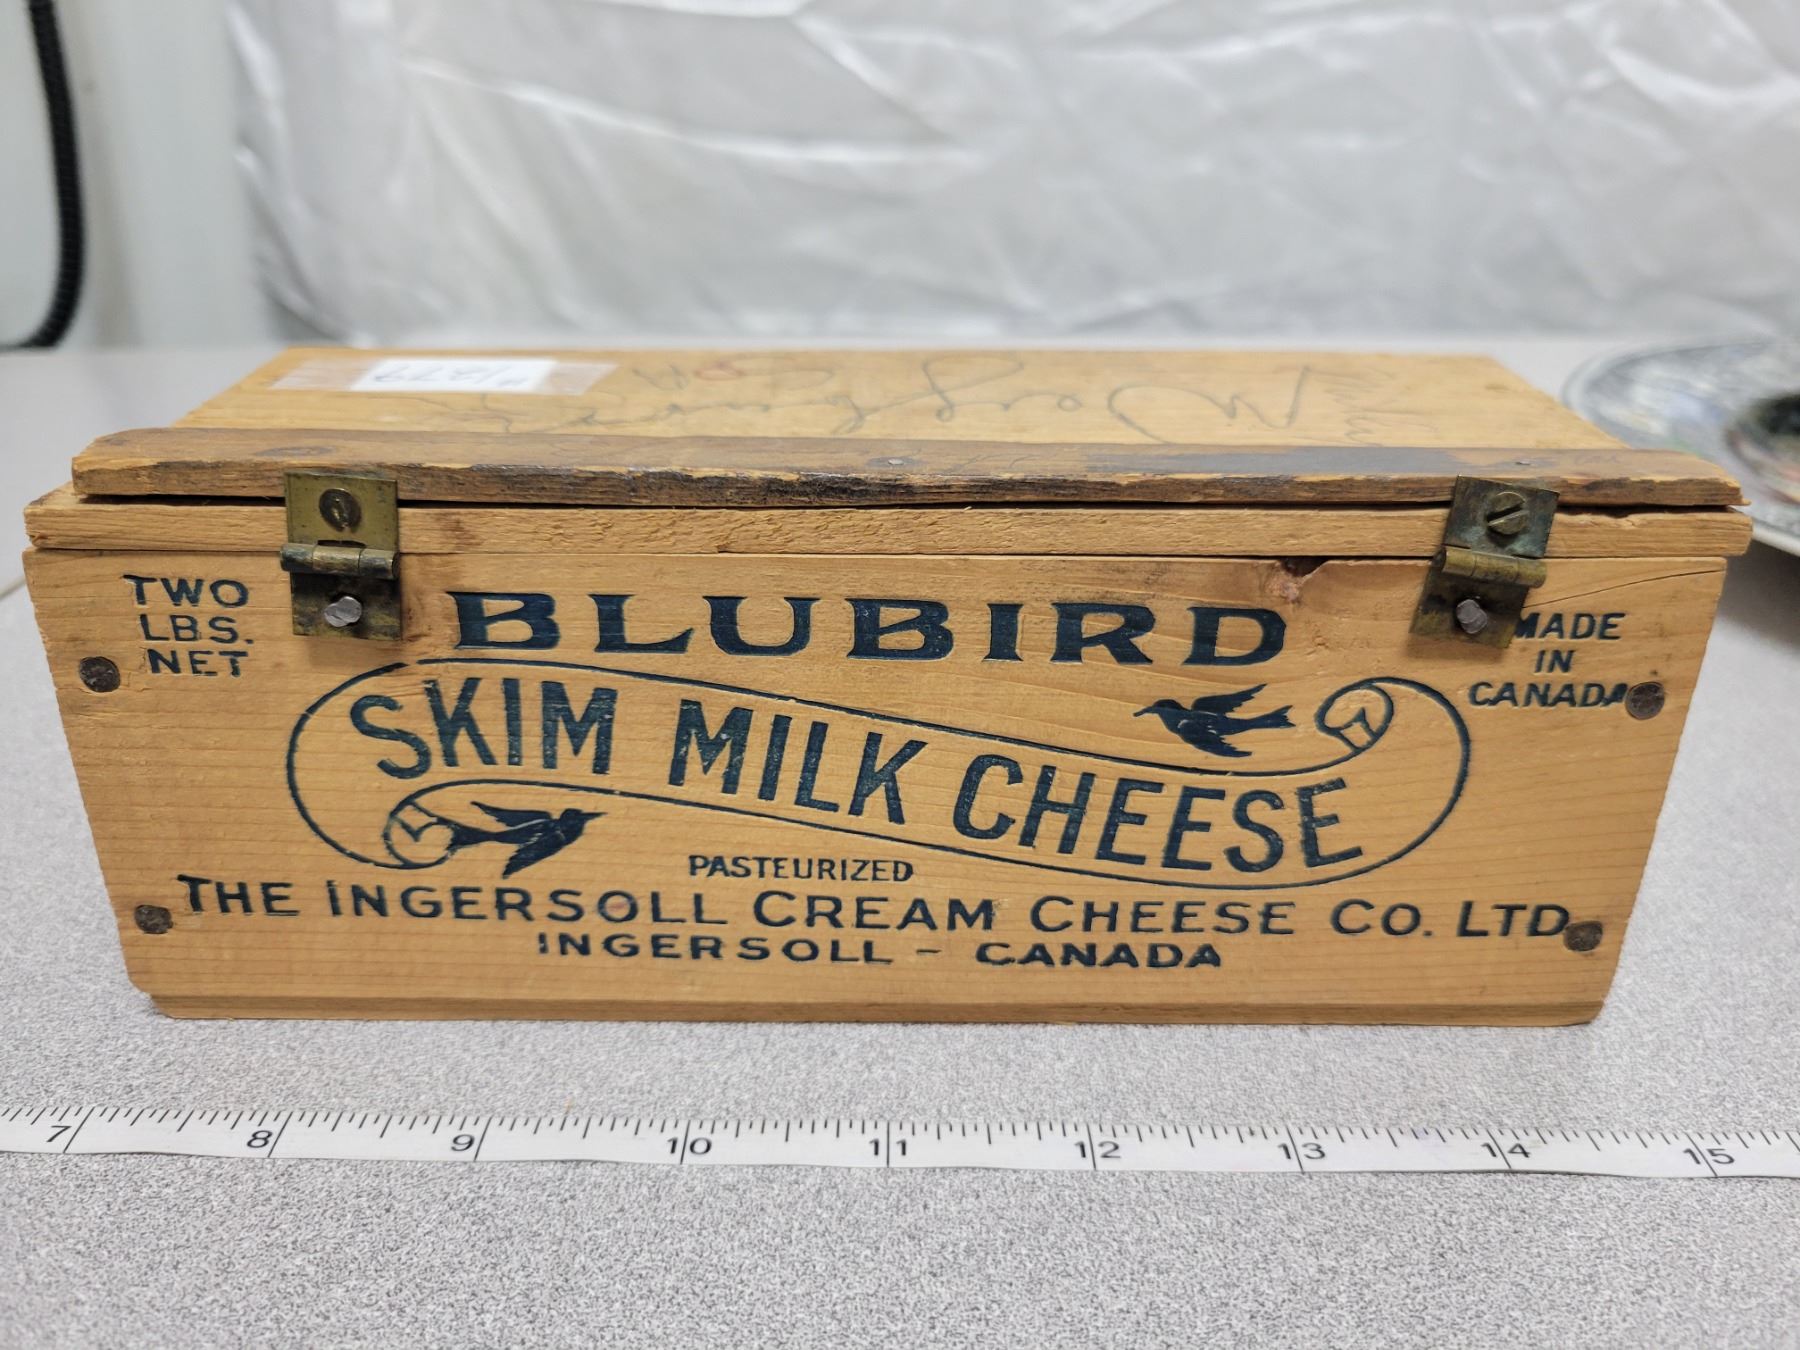 TWO
LBS.
NET
BLUBIRD
MADE
IN
CANADA
SKIM MILK CHEESE
PASTEURIZED
THE INGERSOLL CREAM CHEESE CO. LTD.
INGERSOLL - CANADA
7 8 9 10 11 12 13 14 15